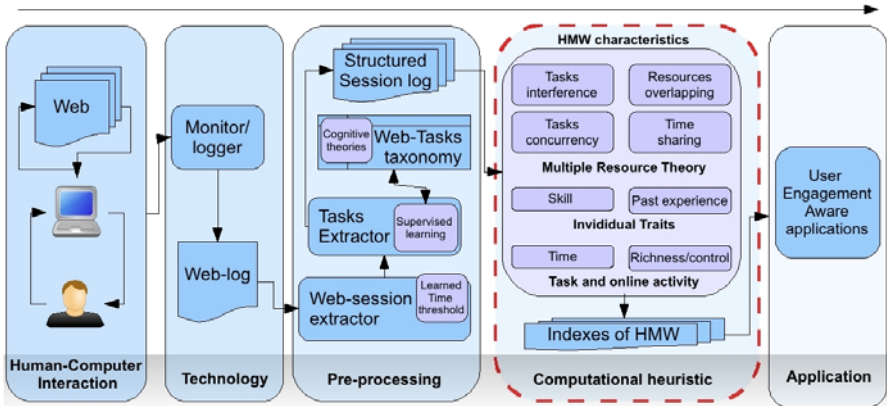 HMW characteristics
Web
Monitor/
logger
Web-log
Structured
Session log
Cognitive
theories
Web-Tasks
taxonomy
Tasks
Extractor
Supervised
learning
Web-session
extractor
Learned
Time
threshold
Tasks
interference
Resources
overlapping
Tasks
concurrency
Time
sharing
Multiple Resource Theory
Skill
Past experience
Invididual Traits
Time
Richness/control
Task and online activity
Indexes of HMW
User
Engagement
Aware
applications
Human-Computer
Interaction
Technology
Pre-processing
Computational heuristic
Application